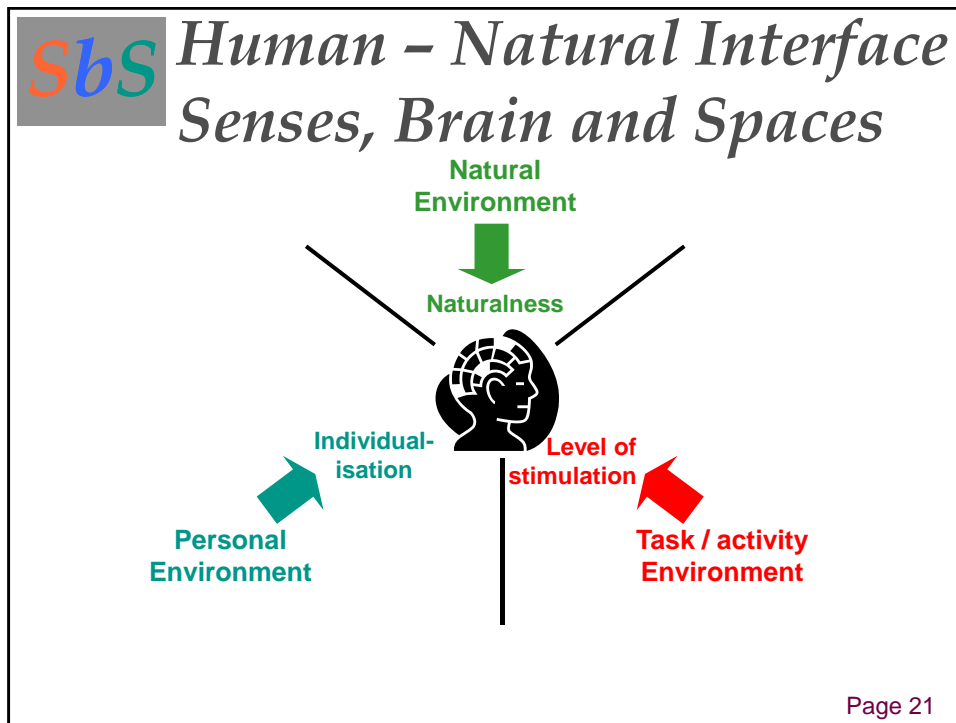 SbS
Human – Natural Interface
Senses, Brain and Spaces
Natural
Environment
Naturalness
Individual-
isation
Level of
stimulation
Personal
Environment
Task / activity
Environment
Page 21